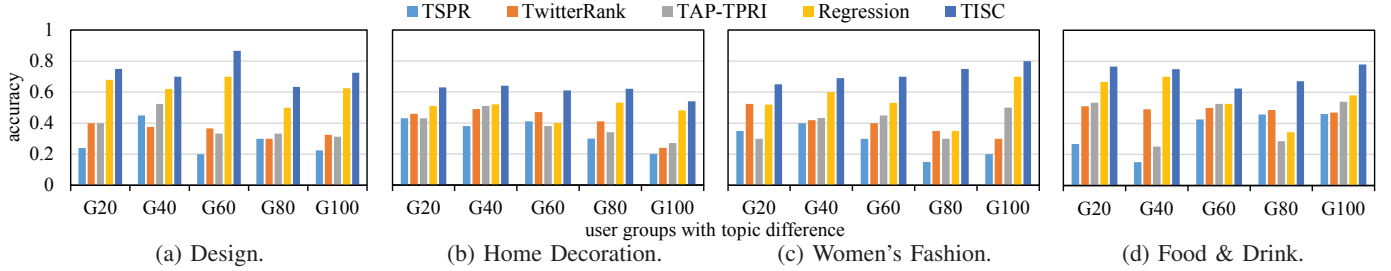 TSPR TwitterRank TAP-TPRI Regression TISC
accuracy
1
0.8
0.6
0.4
0.2
0
G20 G40 G60 G80 G100 G20 G40 G60 G80 G100 G20 G40 G60 G80 G100 G20 G40 G60 G80 G100
user groups with topic difference
(a) Design. (b) Home Decoration. (c) Women's Fashion. (d) Food & Drink.